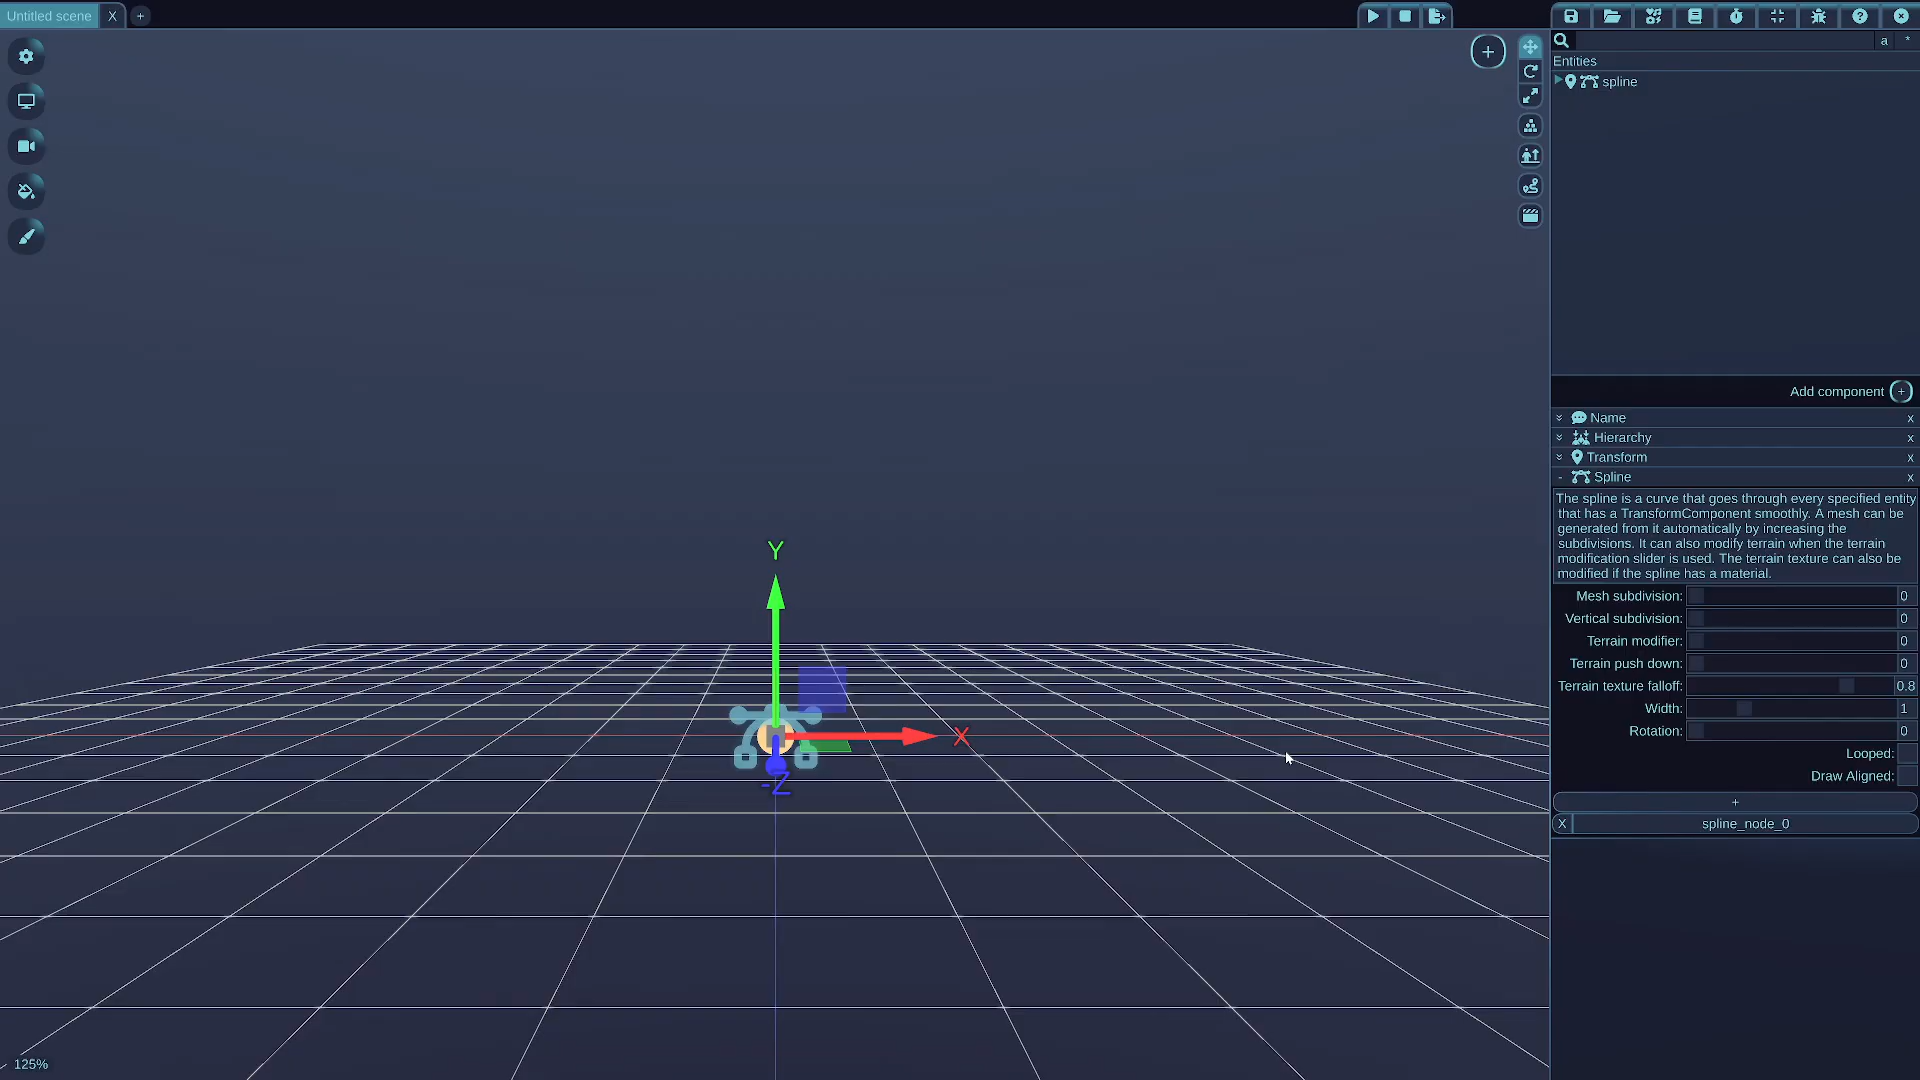 Untitled scene X +
a *
Entities
spline
Add component +
Name x
Hierarchy x
Transform x
- Spline x
The spline is a curve that goes through every specified entity
that has a TransformComponent smoothly. A mesh can be
generated from it automatically by increasing the
subdivisions. It can also modify terrain when the terrain
modification slider is used. The terrain texture can also be
modified if the spline has a material.
Mesh subdivision: 0
Vertical subdivision: 0
Terrain modifier: 0
Terrain push down: 0
Terrain texture falloff: 0.8
Width: 1
Rotation: 0
Looped:
Draw Aligned:
+
X spline_node_0
Y
X
-Z
125%